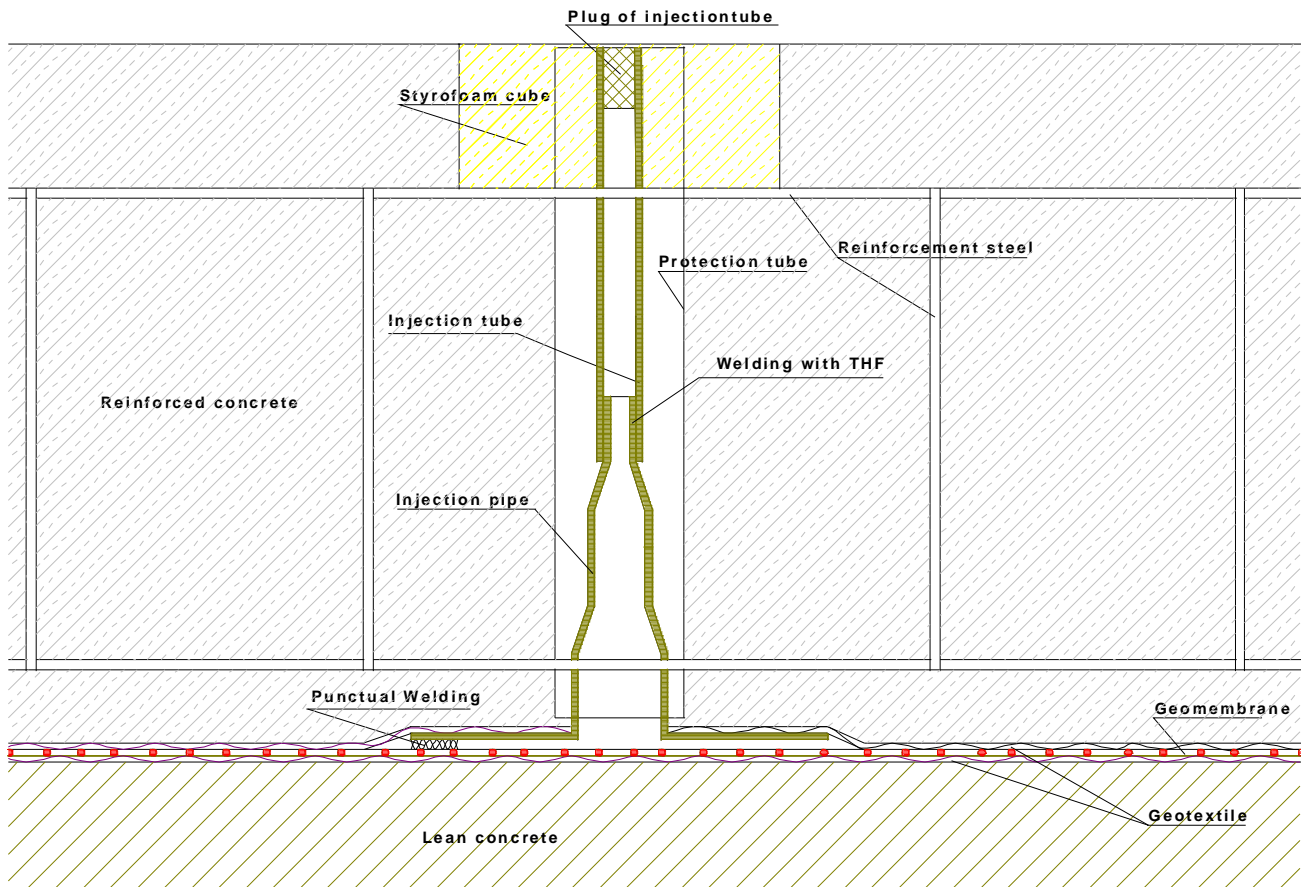 Plug of injectiontube
Styrofoam cube
Reinforcement steel
Protection tube
Injection tube
Welding with THF
Reinforced concrete
Injection pipe
Punctual Welding
Geomembrane
Geotextile
Lean concrete